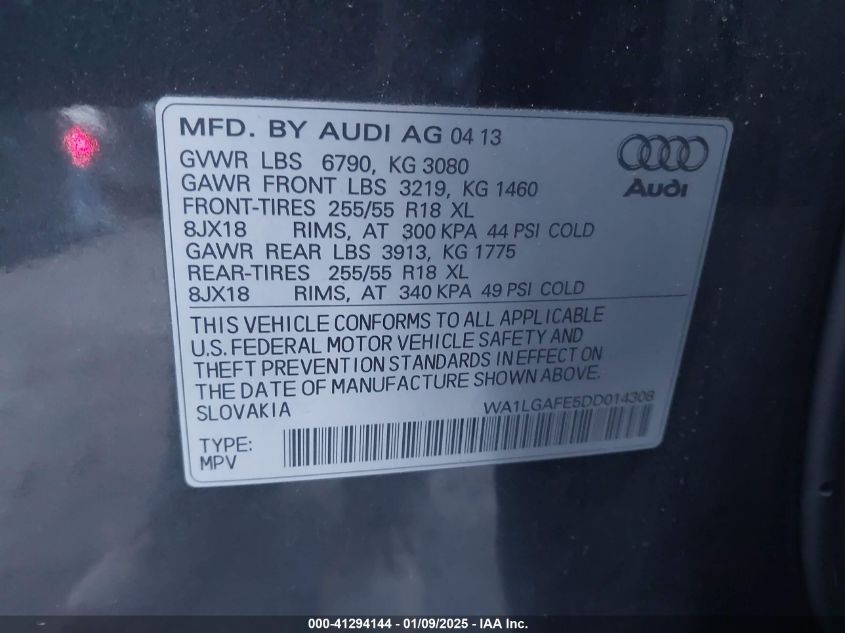 MFD. BY AUDI AG 04 13
GVWR LBS 6790, KG 3080
GAWR FRONT LBS 3219, KG 1460
FRONT-TIRES 255/55 R18 XL
8JX18 RIMS, AT 300 KPA 44 PSI COLD
GAWR REAR LBS 3913, KG 1775
REAR-TIRES 255/55 R18 XL
8JX18 RIMS, AT 340 KPA 49 PSI COLD
Audi
THIS VEHICLE CONFORMS TO ALL APPLICABLE
U.S. FEDERAL MOTOR VEHICLE SAFETY AND
THEFT PREVENTION STANDARDS IN EFFECT ON
THE DATE OF MANUFACTURE SHOWN ABOVE.
SLOVAKIA
WA1LGAFE5DD014308
TYPE:
MPV
000-41294144 - 01/09/2025 - IAA Inc.